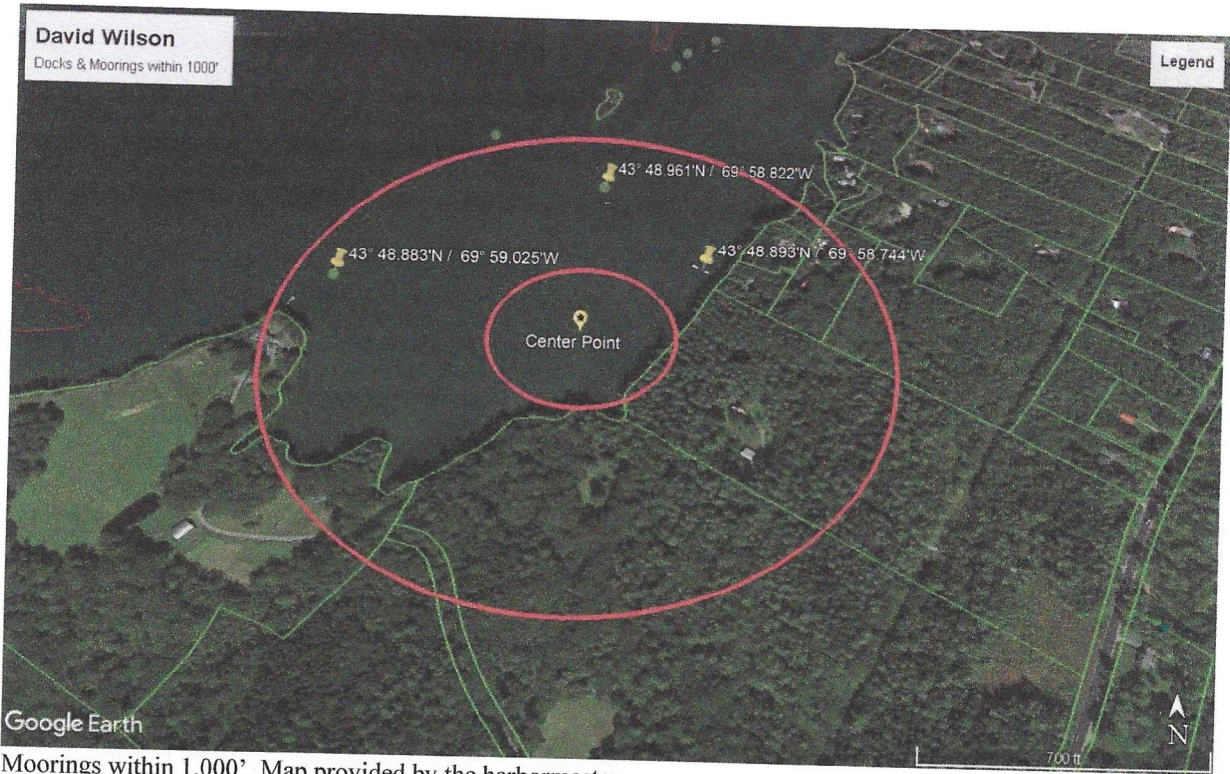 David Wilson
Docks & Moorings within 1000'
Legend
43° 48.961'N / 69° 58.822'W
43° 48.883'N / 69° 59.025'W
43° 48.893'N / 69° 58.744'W
Center Point
Google Earth
N
700 ft
Moorings within 1,000'. Map provided by the